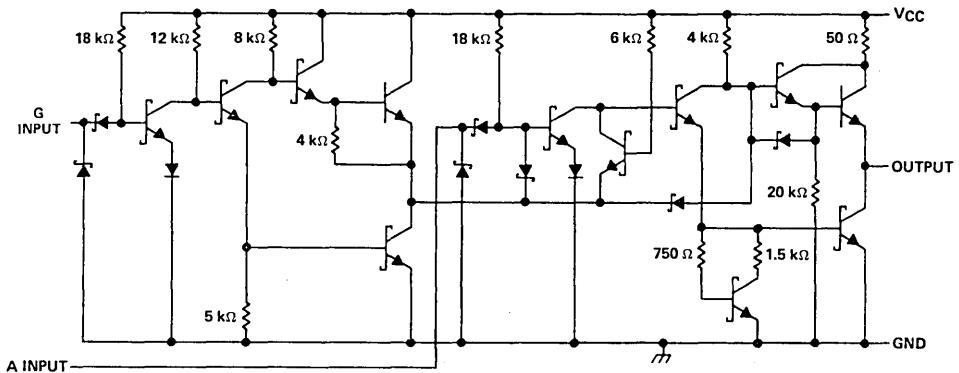 VCC
18 kΩ
12 kΩ
8 kΩ
18 kΩ
6 kΩ
4 kΩ
50 Ω
G
INPUT
4 kΩ
OUTPUT
20 kΩ
750 Ω
1.5 kΩ
5 kΩ
GND
A INPUT